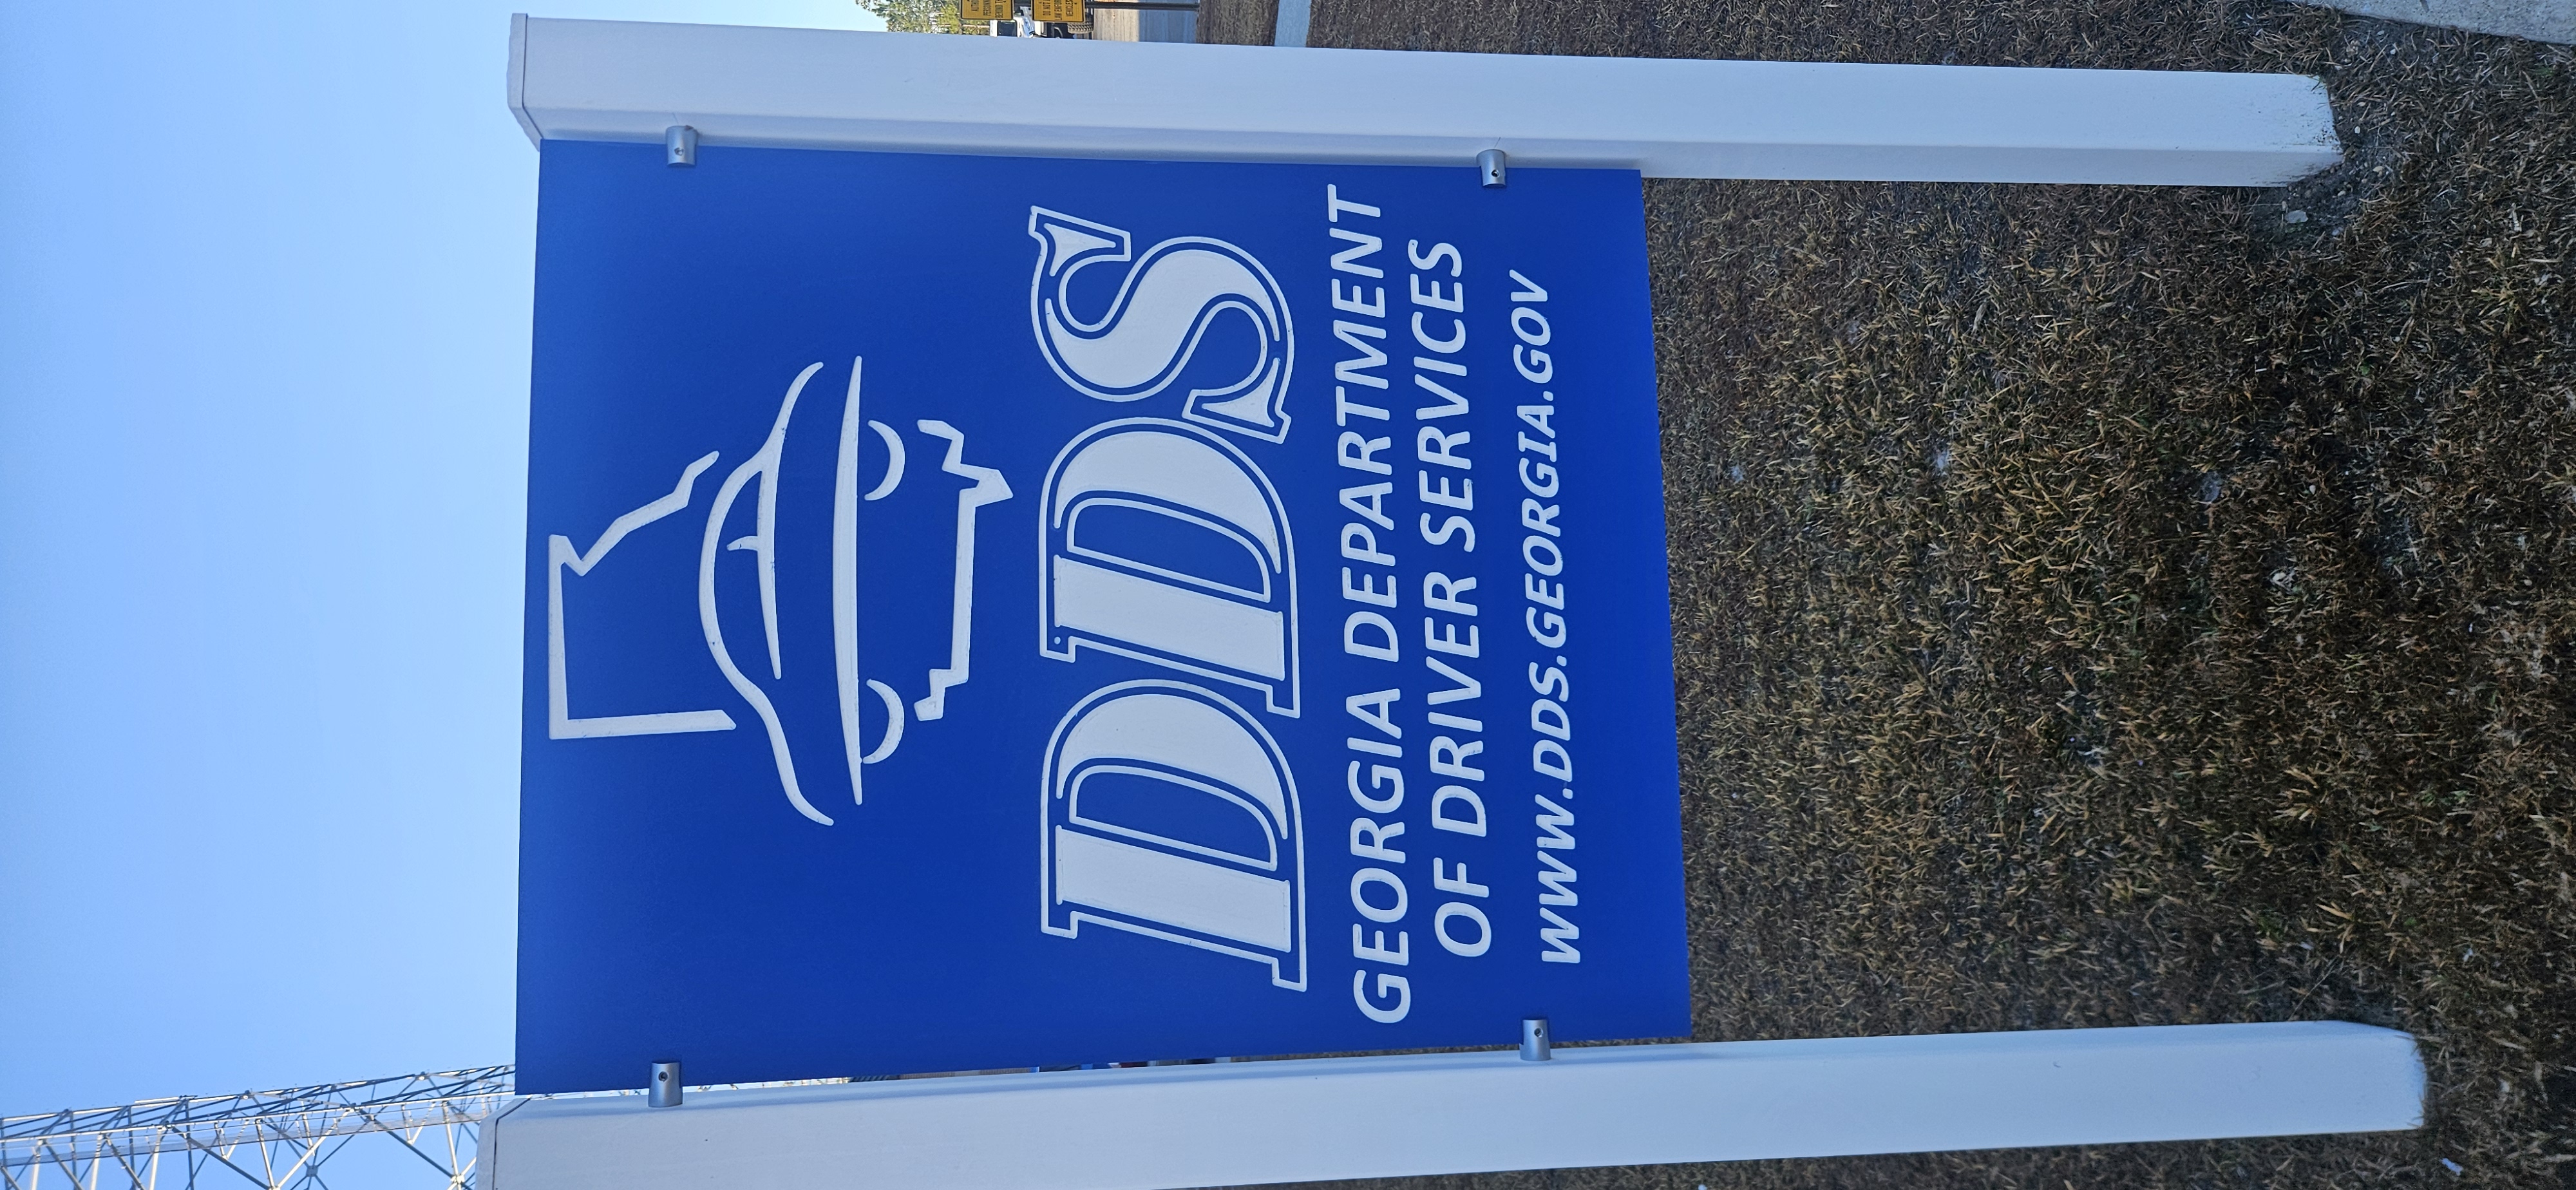 DDS
GEORGIA DEPARTMENT
OF DRIVER SERVICES
WWW.DDS.GEORGIA.GOV